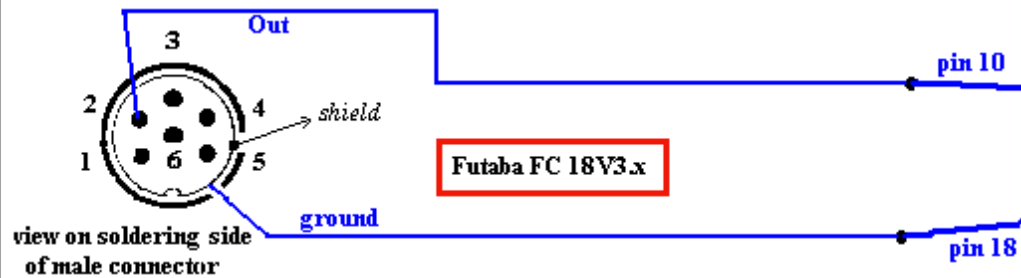 Out
3
pin 10
2
4
shield
1
6
5
Futaba FC 18V3.x
ground
view on soldering side
of male connector
pin 18